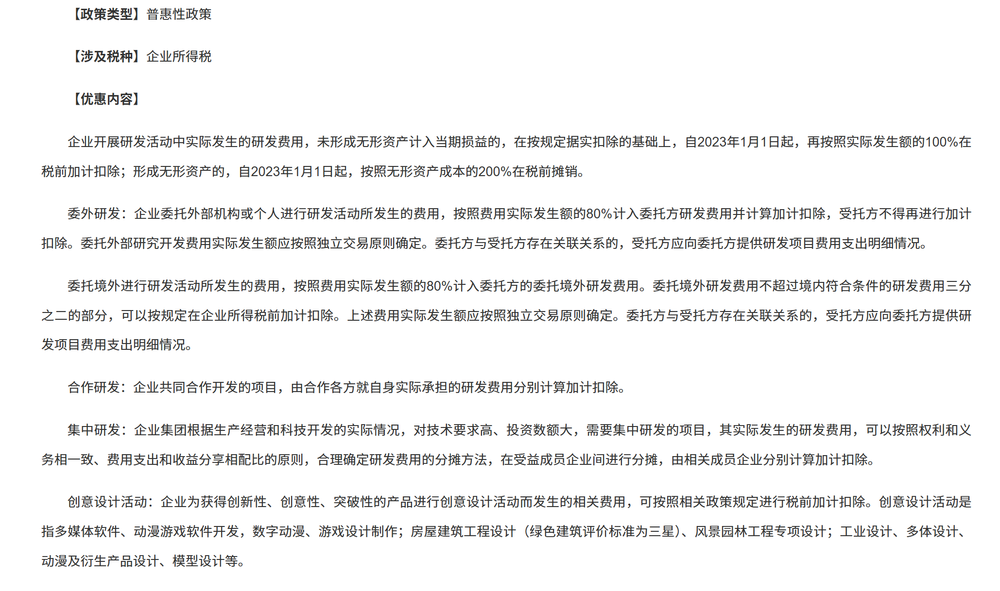 【政策类型】普惠性政策
【涉及税种】企业所得税
【优惠内容】
企业开展研发活动中实际发生的研发费用，未形成无形资产计入当期损益的，在按规定据实扣除的基础上，自2023年1月1日起，再按照实际发生额的100%在
税前加计扣除；形成无形资产的，自2023年1月1日起，按照无形资产成本的200%在税前摊销。
委外研发：企业委托外部机构或个人进行研发活动所发生的费用，按照费用实际发生额的80%计入委托方研发费用并计算加计扣除，受托方不得再进行加计
扣除。委托外部研究开发费用实际发生额应按照独立交易原则确定。委托方与受托方存在关联关系的，受托方应向委托方提供研发项目费用支出明细情况。
委托境外进行研发活动所发生的费用，按照费用实际发生额的80%计入委托方的委托境外研发费用。委托境外研发费用不超过境内符合条件的研发费用三分
之二的部分，可以按规定在企业所得税前加计扣除。上述费用实际发生额应按照独立交易原则确定。委托方与受托方存在关联关系的，受托方应向委托方提供研
发项目费用支出明细情况。
合作研发：企业共同合作开发的项目，由合作各方就自身实际承担的研发费用分别计算加计扣除。
集中研发：企业集团根据生产经营和科技开发的实际情况，对技术要求高、投资数额大，需要集中研发的项目，其实际发生的研发费用，可以按照权利和义
务相一致、费用支出和收益分享相配比的原则，合理确定研发费用的分摊方法，在受益成员企业间进行分摊，由相关成员企业分别计算加计扣除。
创意设计活动：企业为获得创新性、创意性、突破性的产品进行创意设计活动而发生的相关费用，可按照相关政策规定进行税前加计扣除。创意设计活动是
指多媒体软件、动漫游戏软件开发，数字动漫、游戏设计制作；房屋建筑工程设计（绿色建筑评价标准为三星）、风景园林工程专项设计；工业设计、多体设计、
动漫及衍生产品设计、模型设计等。